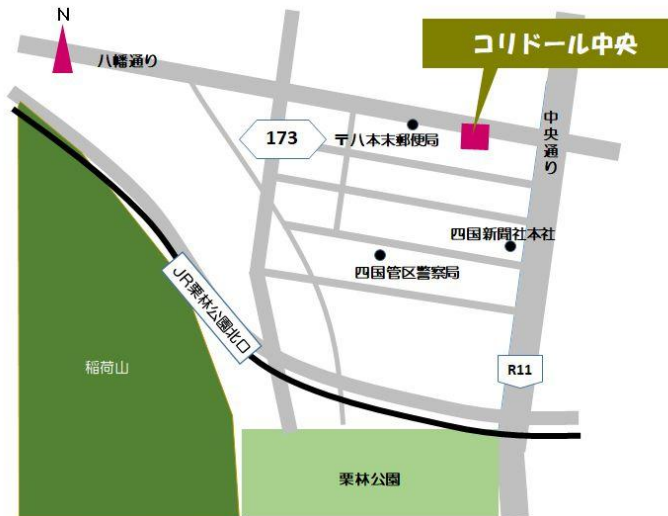 N
八幡通り
コリドール中央
173
〒八本末郵便局
中央通り
四国新聞社本社
四国管区警察局
JR栗林公園北口
R11
稲荷山
栗林公園